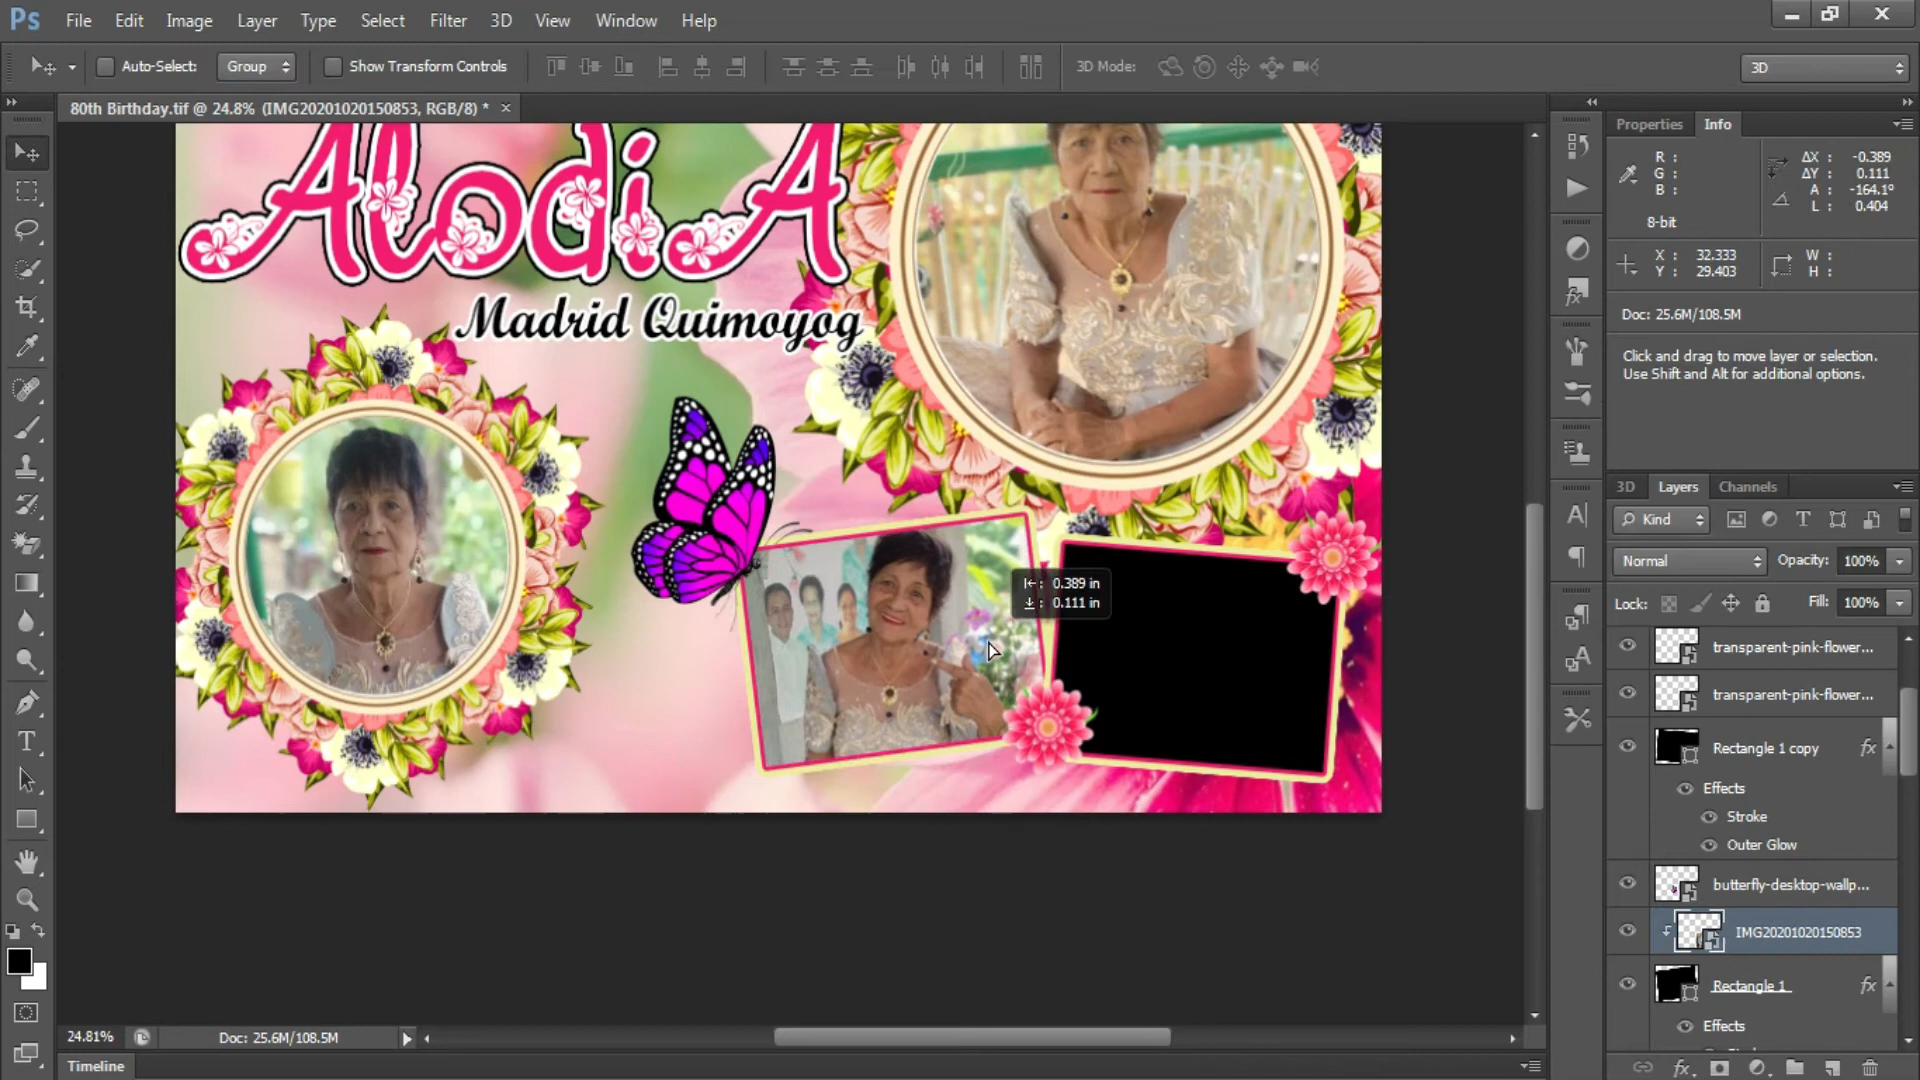 Ps File Edit Image Layer Type Select Filter 3D View Window Help
Auto-Select: Group Show Transform Controls 3D Mode: 3D
80th Birthday.tif @ 24.8% (IMG20201020150853, RGB/8) * ×
Alodia
Madrid Quimoyog
0.389 in
0.111 in
Properties Info
R :
G :
B :
8-bit
ΔX : -0.389
ΔY : 0.111
A : -164.1°
L : 0.404
X : 32.333
Y : 29.403
W :
H :
Doc: 25.6M/108.5M
Click and drag to move layer or selection.
Use Shift and Alt for additional options.
3D Layers Channels
Kind
Normal Opacity: 100%
Lock: Fill: 100%
transparent-pink-flower...
transparent-pink-flower...
Rectangle 1 copy fx
Effects
Stroke
Outer Glow
butterfly-desktop-wallp...
IMG20201020150853
Rectangle 1 fx
Effects
24.81% Doc: 25.6M/108.5M
Timeline